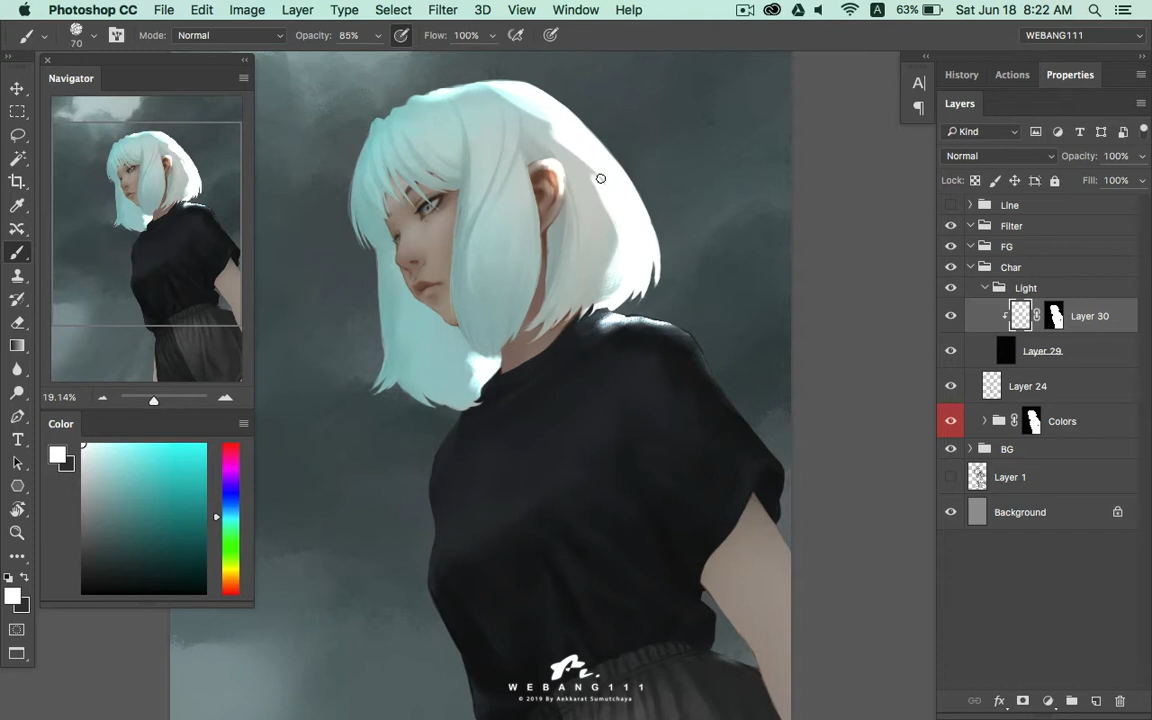 Photoshop CC File Edit Image Layer Type Select Filter 3D View Window Help 63% Sat Jun 18 8:22 AM
70 Mode: Normal Opacity: 85% Flow: 100% WEBANG111
Navigator
19.14%
Color
History Actions Properties
Layers
Kind
Normal Opacity: 100%
Lock: Fill: 100%
Line
Filter
FG
Char
Light
Layer 30
Layer 29
Layer 24
Colors
BG
Layer 1
Background
WEBANG111
© 2019 By Aekkarat Sumutchaya